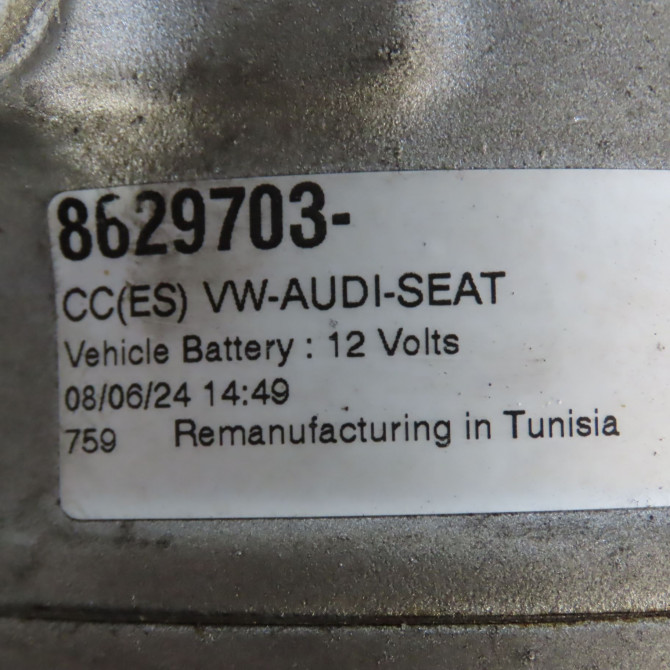 8629703-
CC(ES) VW-AUDI-SEAT
Vehicle Battery : 12 Volts
08/06/24 14:49
759 Remanufacturing in Tunisia